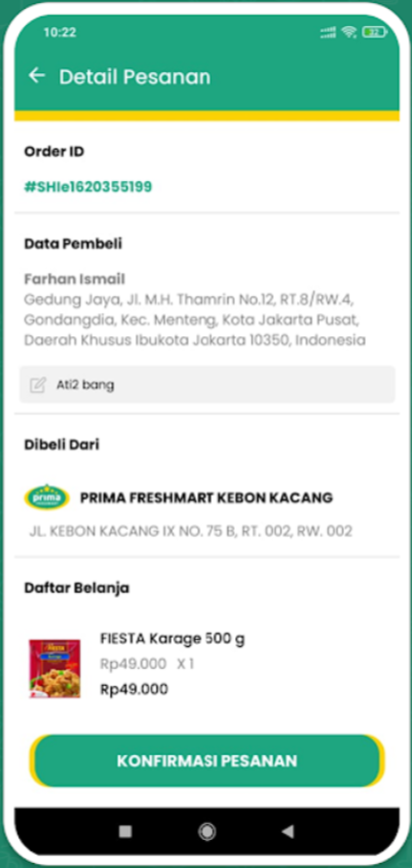 10:22
32
Detail Pesanan
Order ID
#SHIe1620355199
Data Pembeli
Farhan Ismail
Gedung Jaya, Jl. M.H. Thamrin No.12, RT.8/RW.4,
Gondangdia, Kec. Menteng, Kota Jakarta Pusat,
Daerah Khusus Ibukota Jakarta 10350, Indonesia
Ati2 bang
Dibeli Dari
prima
PRIMA FRESHMART KEBON KACANG
JL. KEBON KACANG IX NO. 75 B, RT. 002, RW. 002
Daftar Belanja
FIESTA
FIESTA Karage 500 g
Rp49.000 X 1
Rp49.000
KONFIRMASI PESANAN